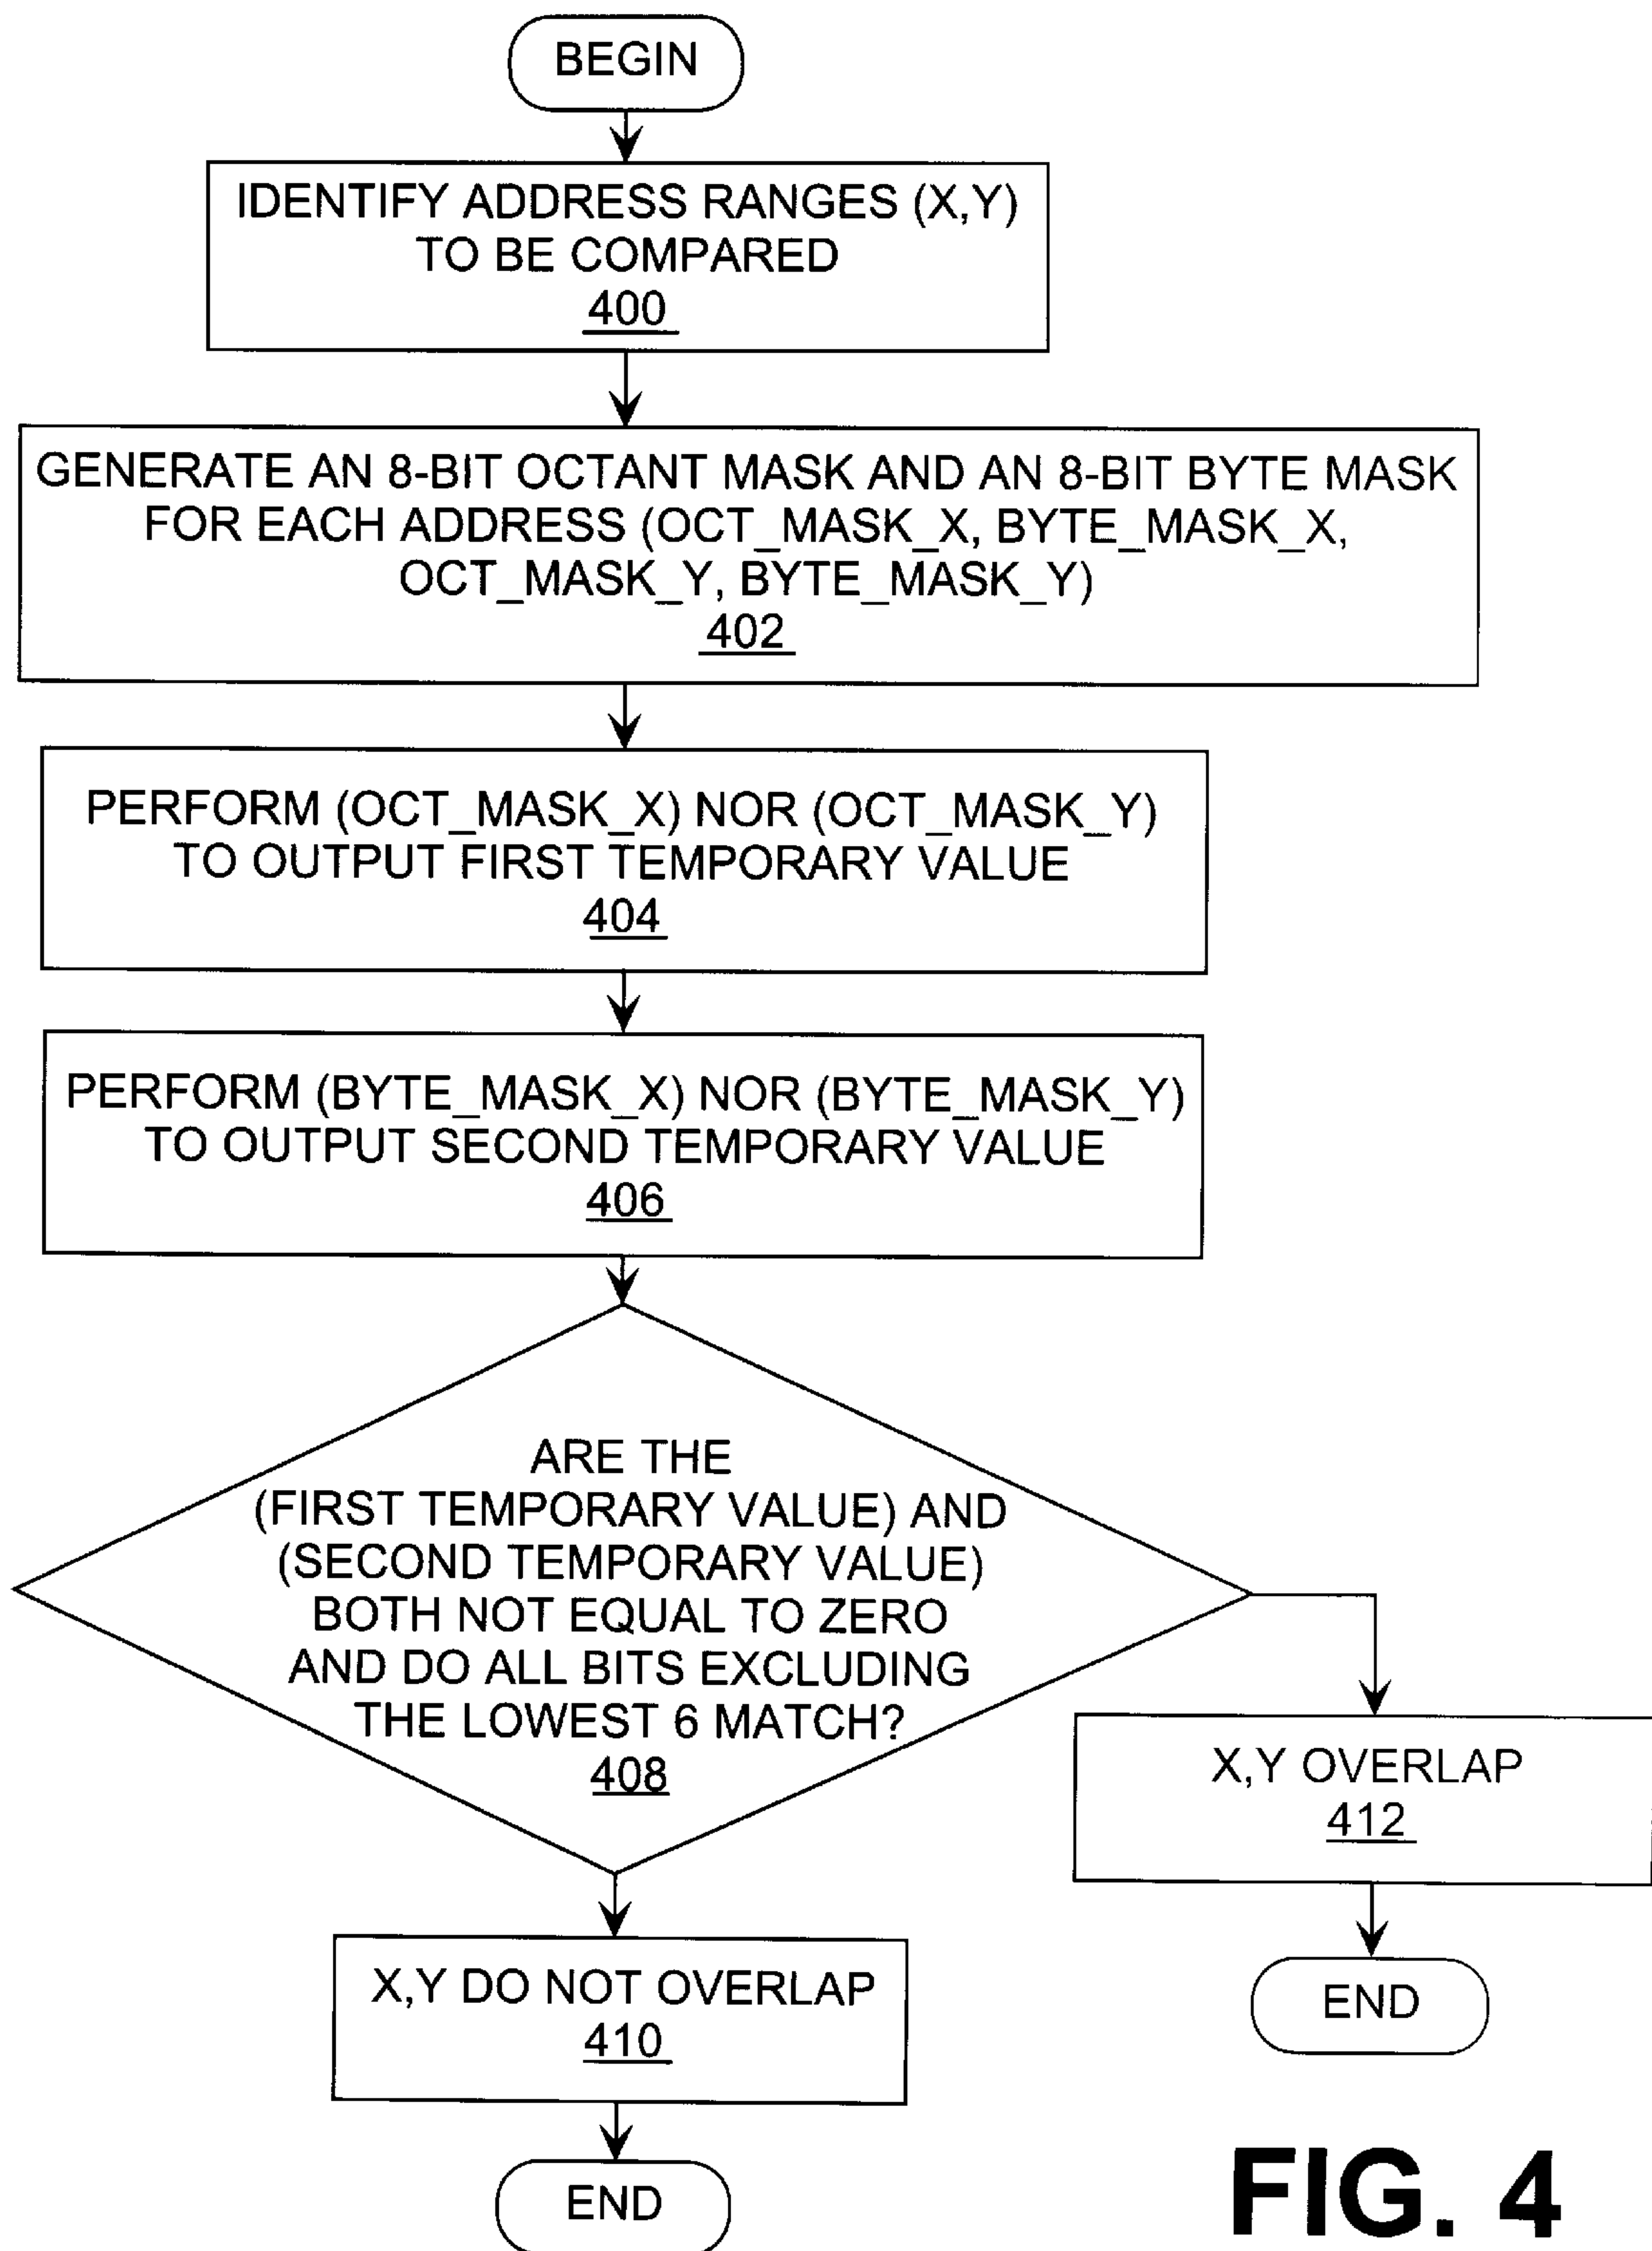 BEGIN
IDENTIFY ADDRESS RANGES (X,Y)
TO BE COMPARED
400
GENERATE AN 8-BIT OCTANT MASK AND AN 8-BIT BYTE MASK
FOR EACH ADDRESS (OCT_MASK_X, BYTE_MASK_X,
OCT_MASK_Y, BYTE_MASK_Y)
402
PERFORM (OCT_MASK_X) NOR (OCT_MASK_Y)
TO OUTPUT FIRST TEMPORARY VALUE
404
PERFORM (BYTE_MASK_X) NOR (BYTE_MASK_Y)
TO OUTPUT SECOND TEMPORARY VALUE
406
ARE THE
(FIRST TEMPORARY VALUE) AND
(SECOND TEMPORARY VALUE)
BOTH NOT EQUAL TO ZERO
AND DO ALL BITS EXCLUDING
THE LOWEST 6 MATCH?
408
X,Y OVERLAP
412
END
X,Y DO NOT OVERLAP
410
END
FIG. 4